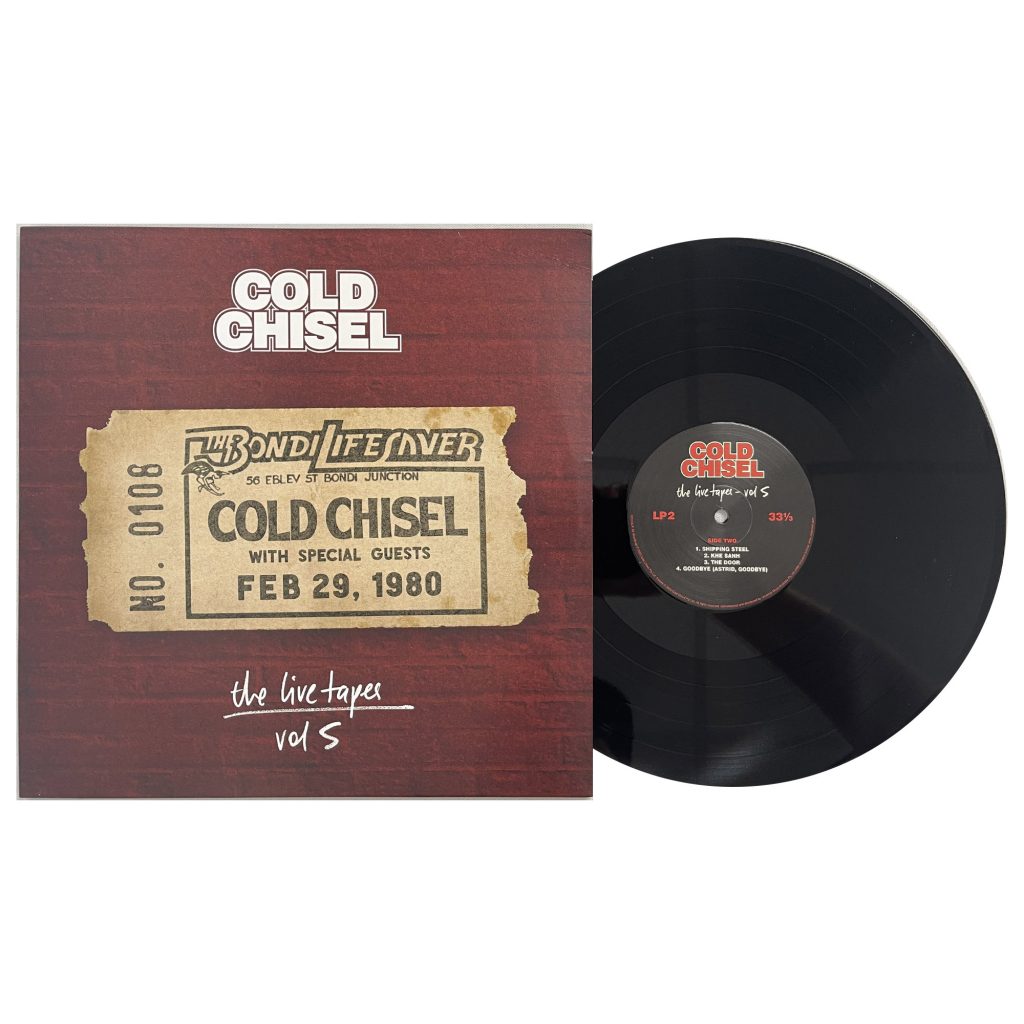 COLD
CHISEL
THE BONDI LIFESAVER
56 EBLEY ST BONDI JUNCTION
COLD CHISEL
WITH SPECIAL GUESTS
FEB 29, 1980
NO. 0106
the live tapes
vol 5
COLD
CHISEL
the live tapes – vol 5
LP2
33⅓
SIDE TWO
1. SHIPPING STEEL
2. KHE SANH
3. THE DOOR
4. GOODBYE (ASTRID, GOODBYE)